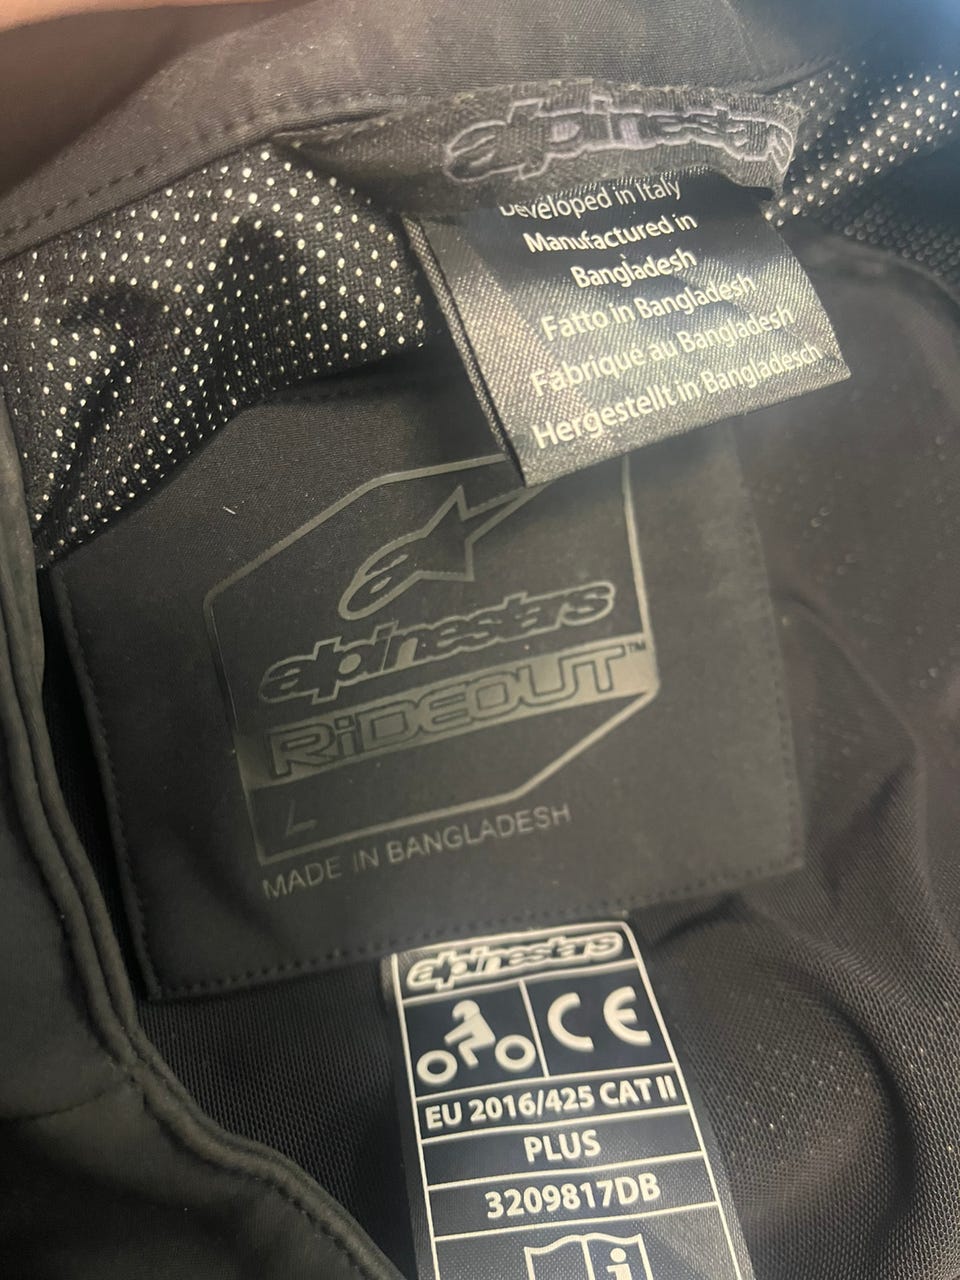 alpinestars
Developed in Italy
Manufactured in
Bangladesh
Fatto in Bangladesh
Fabrique au Bangladesh
Hergestellt in Bangladesch
alpinestars
RiDEOUT™
L
MADE IN BANGLADESH
alpinestars
CE
EU 2016/425 CAT II
PLUS
3209817DB
i